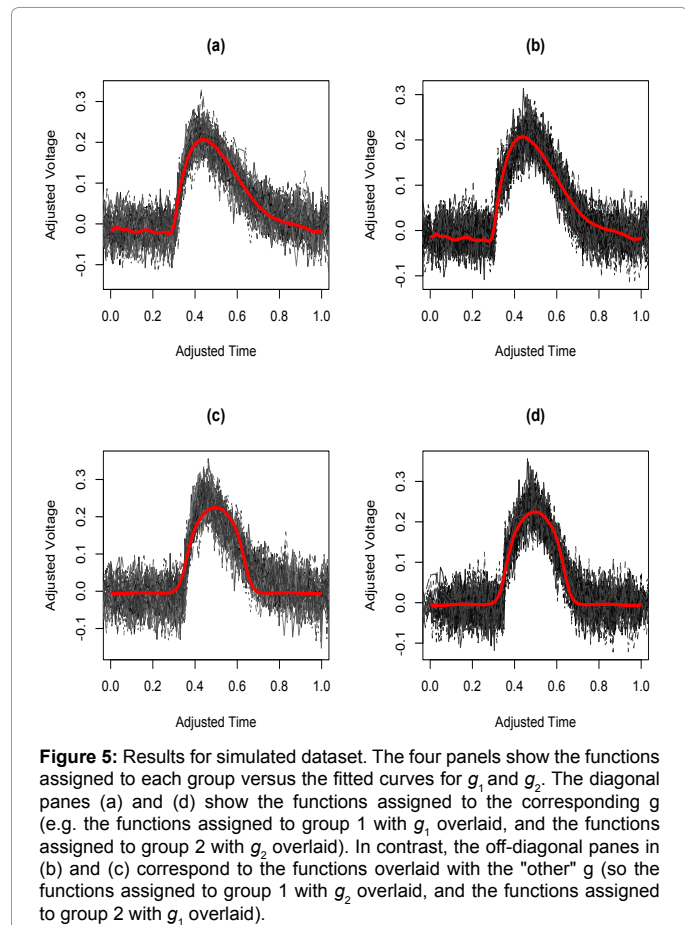 (a)
0.3
0.2
0.1
0.0
-0.1
Adjusted Voltage
0.0 0.2 0.4 0.6 0.8 1.0
Adjusted Time
(b)
0.3
0.2
0.1
0.0
-0.1
Adjusted Voltage
0.0 0.2 0.4 0.6 0.8 1.0
Adjusted Time
(c)
0.3
0.2
0.1
0.0
-0.1
Adjusted Voltage
0.0 0.2 0.4 0.6 0.8 1.0
Adjusted Time
(d)
0.3
0.2
0.1
0.0
-0.1
Adjusted Voltage
0.0 0.2 0.4 0.6 0.8 1.0
Adjusted Time
Figure 5: Results for simulated dataset. The four panels show the functions
assigned to each group versus the fitted curves for g1 and g2. The diagonal
panes (a) and (d) show the functions assigned to the corresponding g
(e.g. the functions assigned to group 1 with g1 overlaid, and the functions
assigned to group 2 with g2 overlaid). In contrast, the off-diagonal panes in
(b) and (c) correspond to the functions overlaid with the "other" g (so the
functions assigned to group 1 with g2 overlaid, and the functions assigned
to group 2 with g1 overlaid).